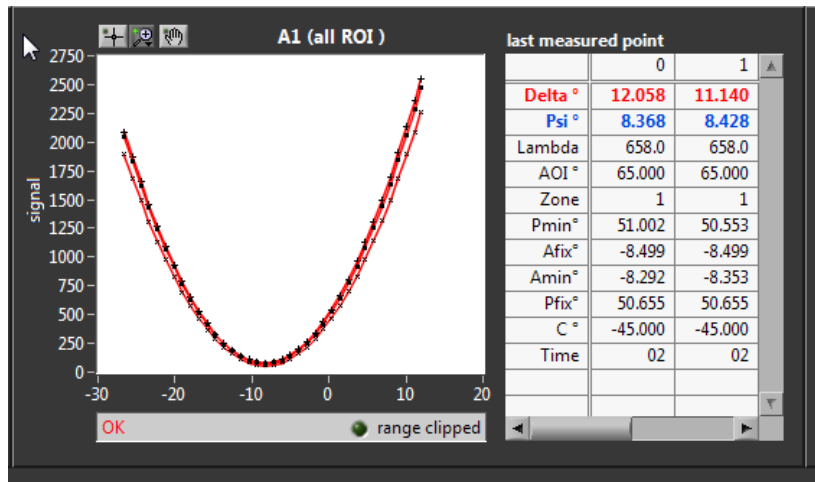 A1 (all ROI )
2750
2500
2250
2000
1750
1500
1250
1000
750
500
250
0
signal
-30 -20 -10 0 10 20
OK range clipped
last measured point
0 1
Delta ° 12.058 11.140
Psi ° 8.368 8.428
Lambda 658.0 658.0
AOI ° 65.000 65.000
Zone 1 1
Pmin° 51.002 50.553
Afix° -8.499 -8.499
Amin° -8.292 -8.353
Pfix° 50.655 50.655
C ° -45.000 -45.000
Time 02 02